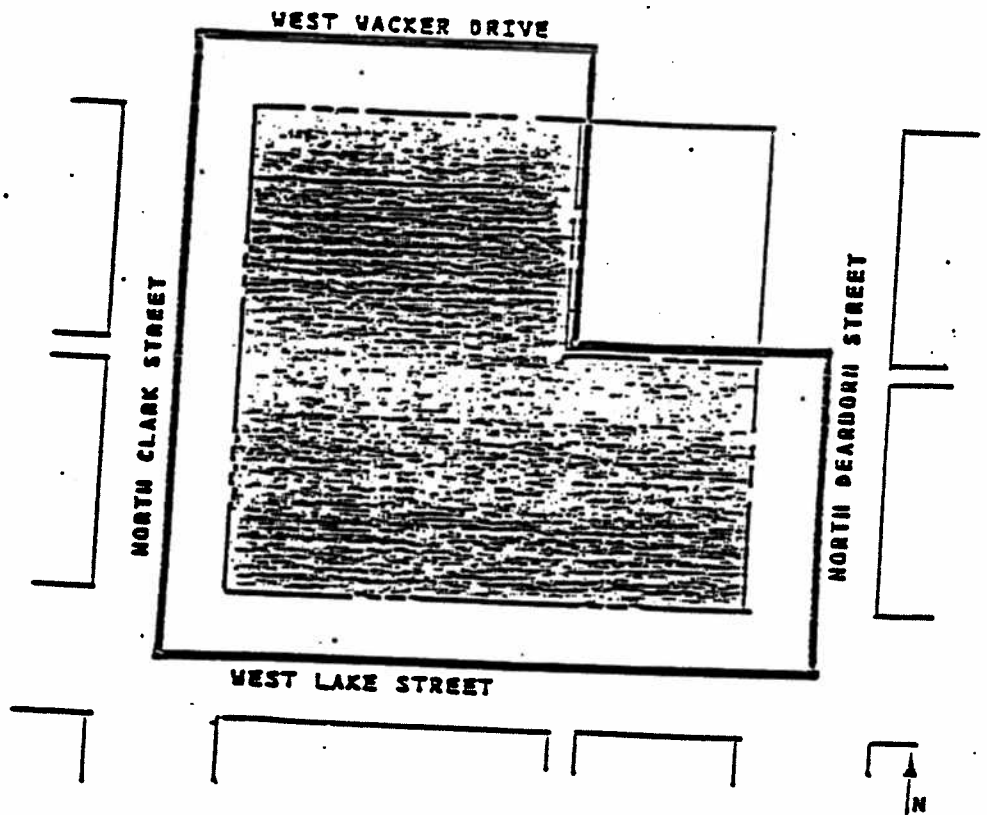 WEST WACKER DRIVE
NORTH CLARK STREET
NORTH DEARBORN STREET
WEST LAKE STREET
N